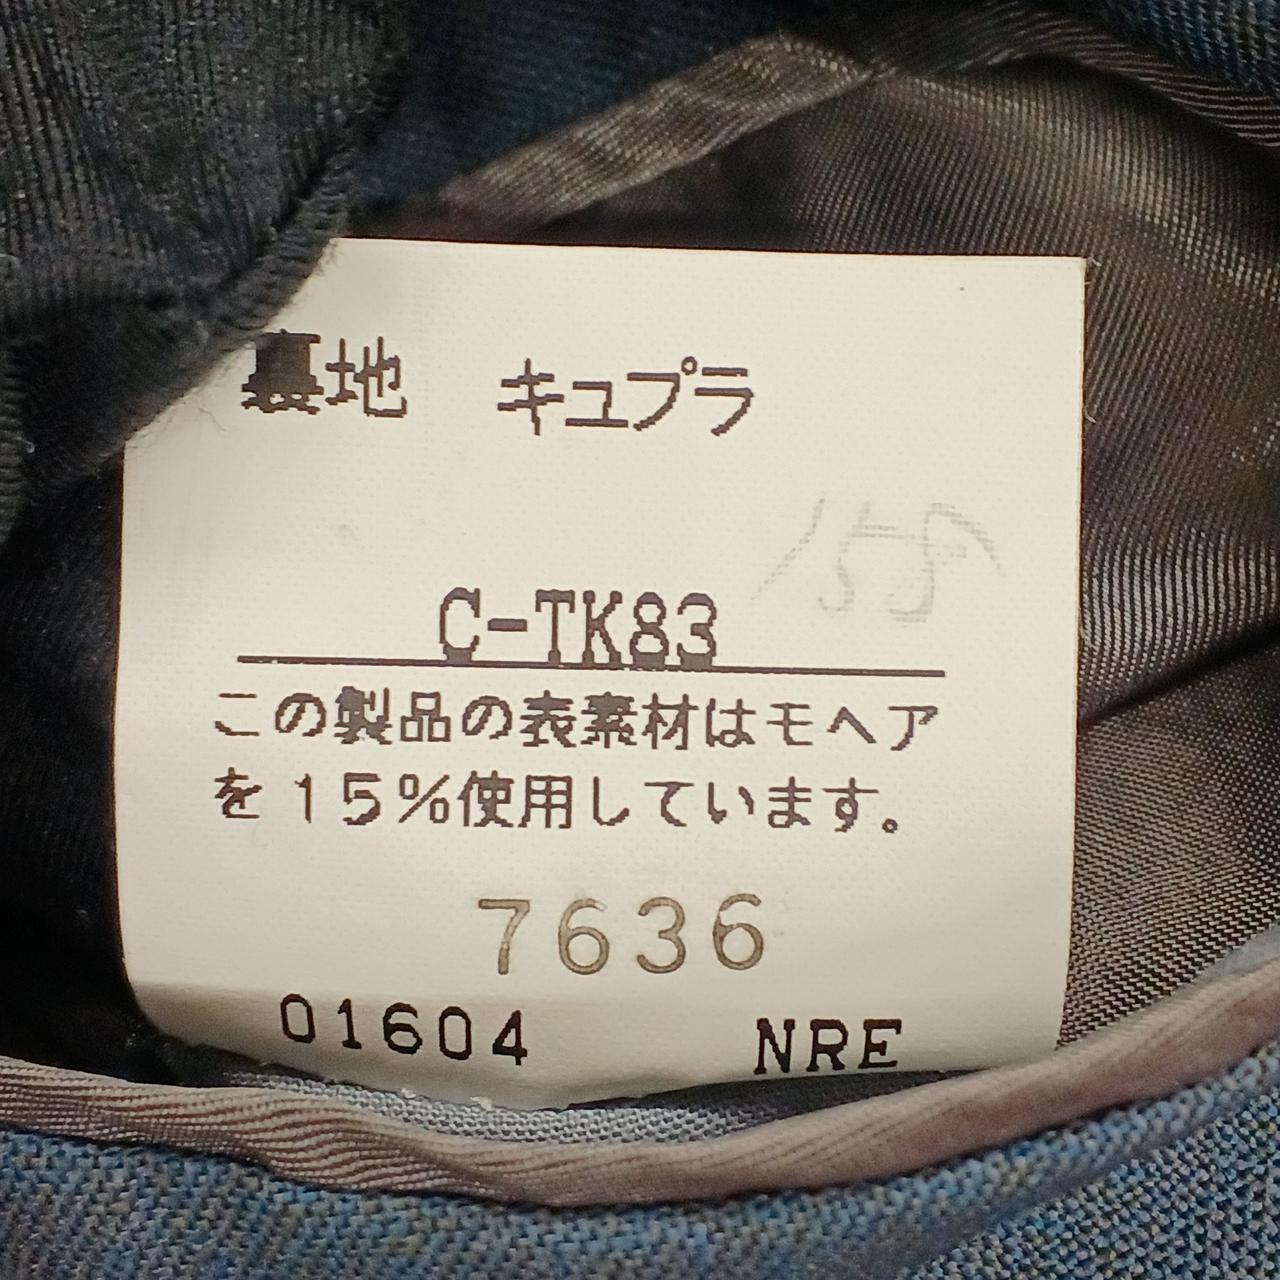 裏地 キュプラ
C-TK83
この製品の表素材はモヘア
を15%使用しています。
7636
01604 NRE